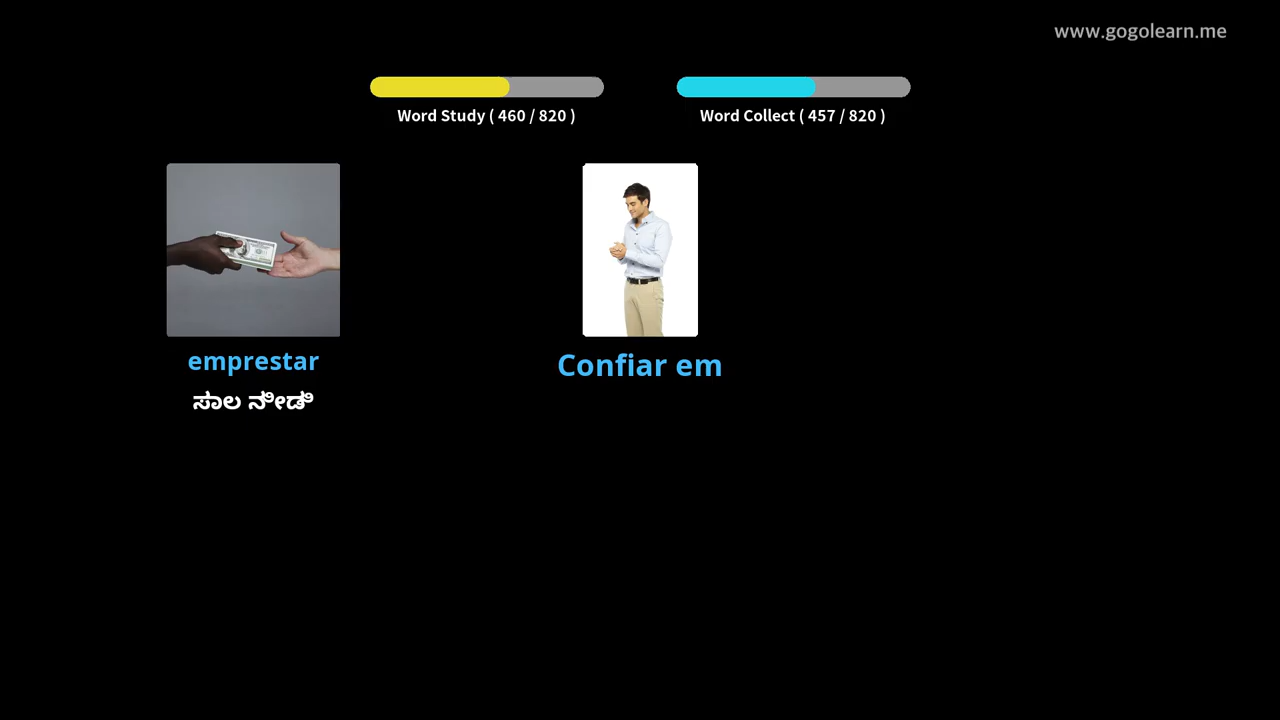 www.gogolearn.me
Word Study ( 460 / 820 )
Word Collect ( 457 / 820 )
emprestar
ಸಾಲ ನೀಡಿ
Confiar em